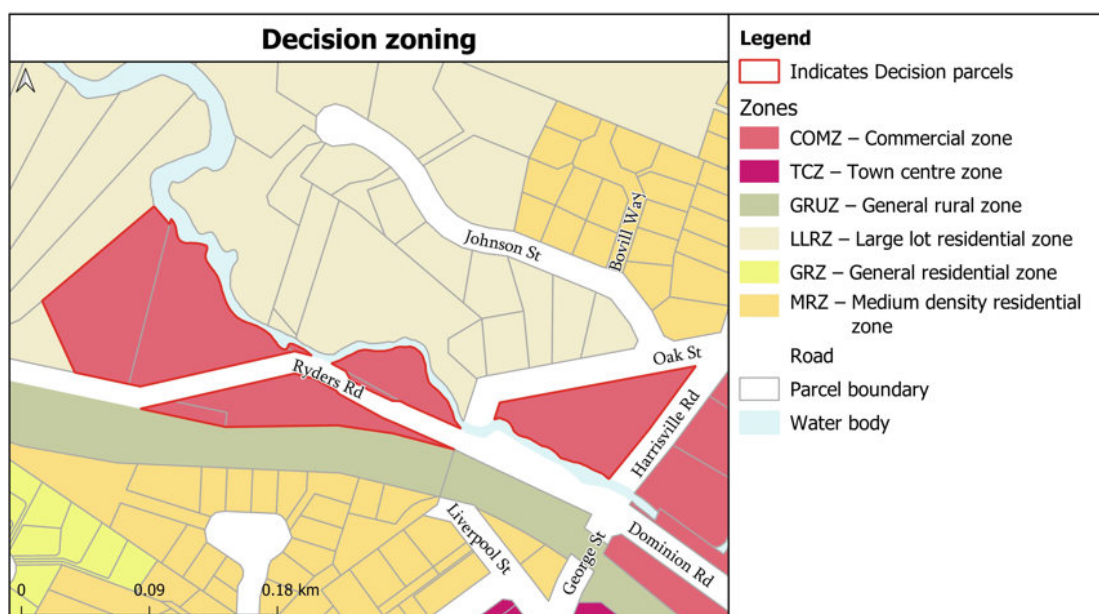 Decision zoning
Johnson St
Bovill Way
Oak St
Ryders Rd
Harrisville Rd
Liverpool St
George St
Dominion Rd
0 0.09 0.18 km
Legend
Indicates Decision parcels
Zones
COMZ – Commercial zone
TCZ – Town centre zone
GRUZ – General rural zone
LLRZ – Large lot residential zone
GRZ – General residential zone
MRZ – Medium density residential
zone
Road
Parcel boundary
Water body